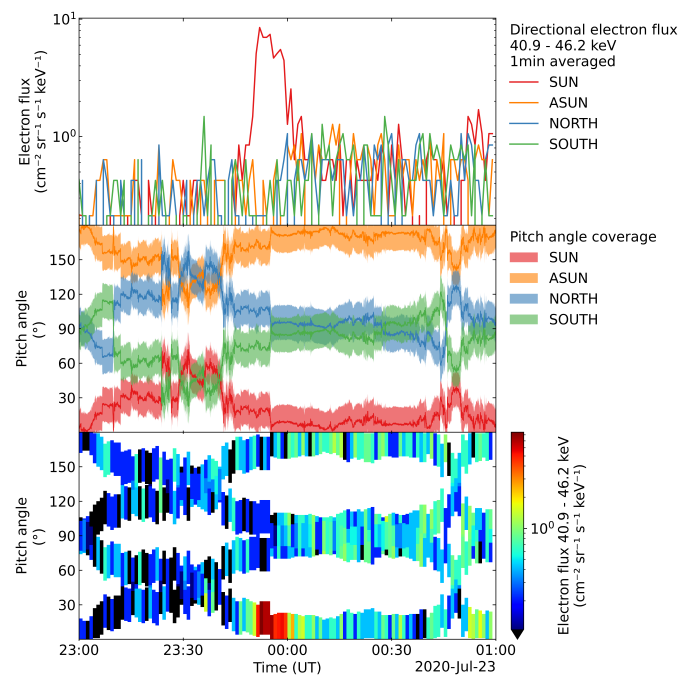 10¹
10⁰
Electron flux
(cm⁻² sr⁻¹ s⁻¹ keV⁻¹)
Directional electron flux
40.9 - 46.2 keV
1min averaged
SUN
ASUN
NORTH
SOUTH
150
120
90
60
30
Pitch angle
(°)
Pitch angle coverage
SUN
ASUN
NORTH
SOUTH
150
120
90
60
30
Pitch angle
(°)
10⁰
Electron flux 40.9 - 46.2 keV
(cm⁻² sr⁻¹ s⁻¹ keV⁻¹)
23:00 23:30 00:00 00:30 01:00
Time (UT) 2020-Jul-23